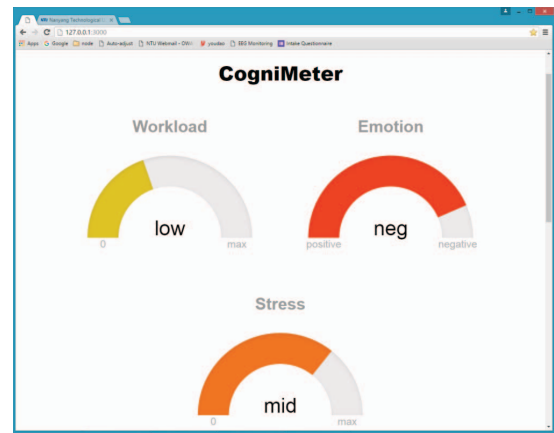 Nanyang Technological U
127.0.0.1:3000
Apps Google node Auto-adjust NTU Webmail - OWA youdao EEG Monitoring Intake Questionnaire
CogniMeter
Workload Emotion
low neg
0 max positive negative
Stress
mid
0 max